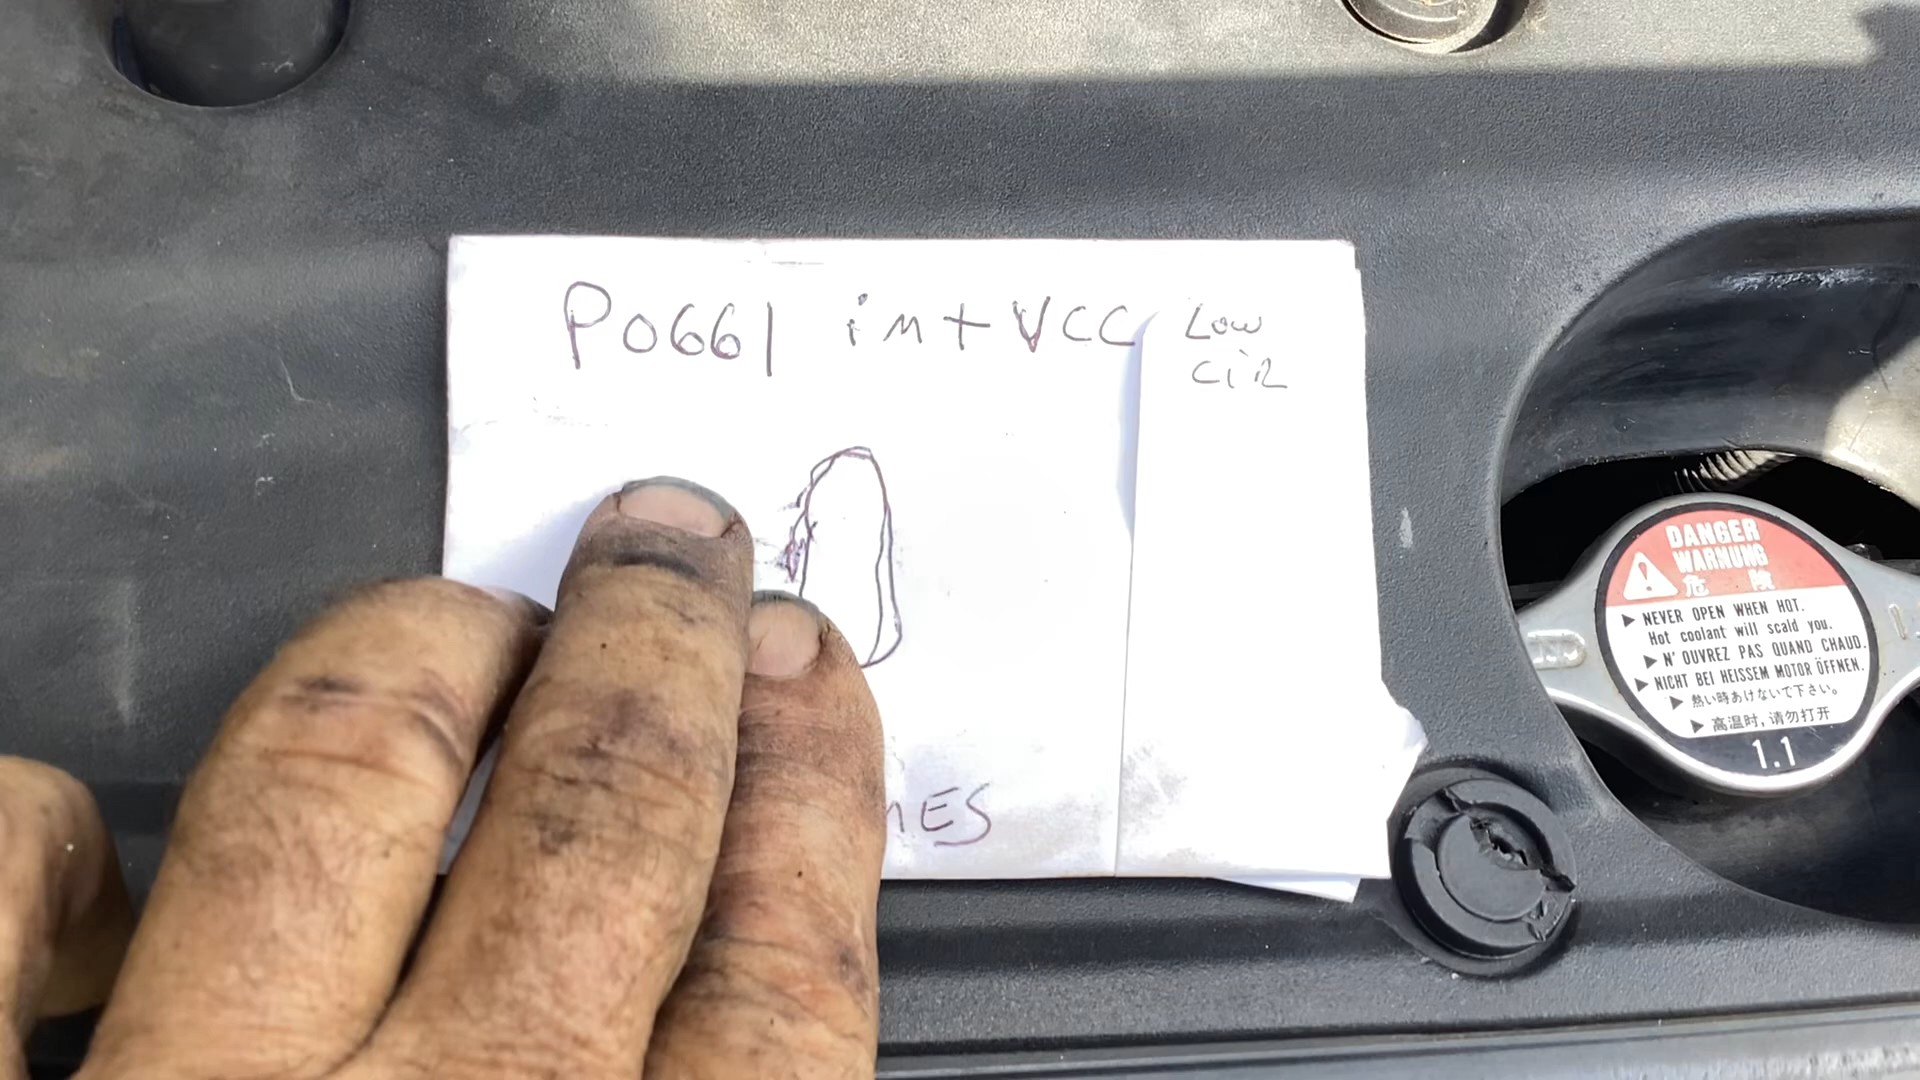 P0661 int VCC Low
CiR
DANGER
WARNUNG
危 険
▶ NEVER OPEN WHEN HOT.
Hot coolant will scald you.
▶ N'OUVREZ PAS QUAND CHAUD.
▶ NICHT BEI HEISSEM MOTOR ÖFFNEN.
▶ 熱い時あけないで下さい。
▶ 高温时,请勿打开
1.1